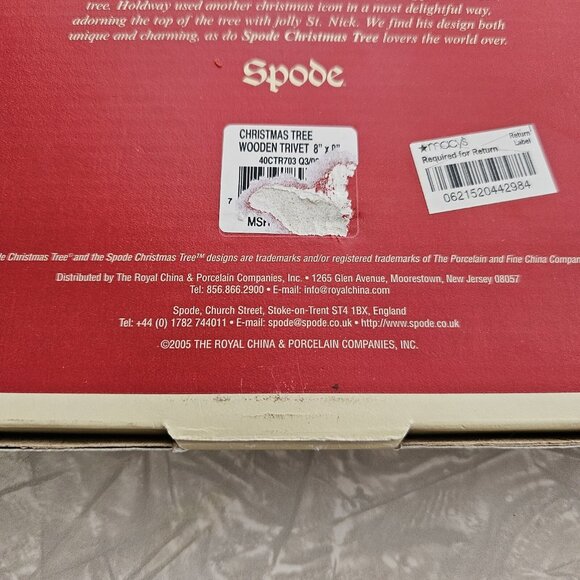 tree. Holdway used another christmas icon in a most delightful way,
adorning the top of the tree with jolly St. Nick. We find his design both
unique and charming, as do Spode Christmas Tree lovers the world over.
Spode
CHRISTMAS TREE
WOODEN TRIVET 8" x
40CTR703 Q3/
7
★macy's
Return
Label
Required for Return
0621520442984
Christmas Tree® and the Spode Christmas Tree™ designs are trademarks and/or registered trademarks of The Porcelain and Fine China
Distributed by The Royal China & Porcelain Companies, Inc. • 1265 Glen Avenue, Moorestown, New Jersey 08057
Tel: 856.866.2900 • E-mail: info@royalchina.com
Spode, Church Street, Stoke-on-Trent ST4 1BX, England
Tel: +44 (0) 1782 744011 • E-mail: spode@spode.co.uk • http://www.spode.co.uk
©2005 THE ROYAL CHINA & PORCELAIN COMPANIES, INC.